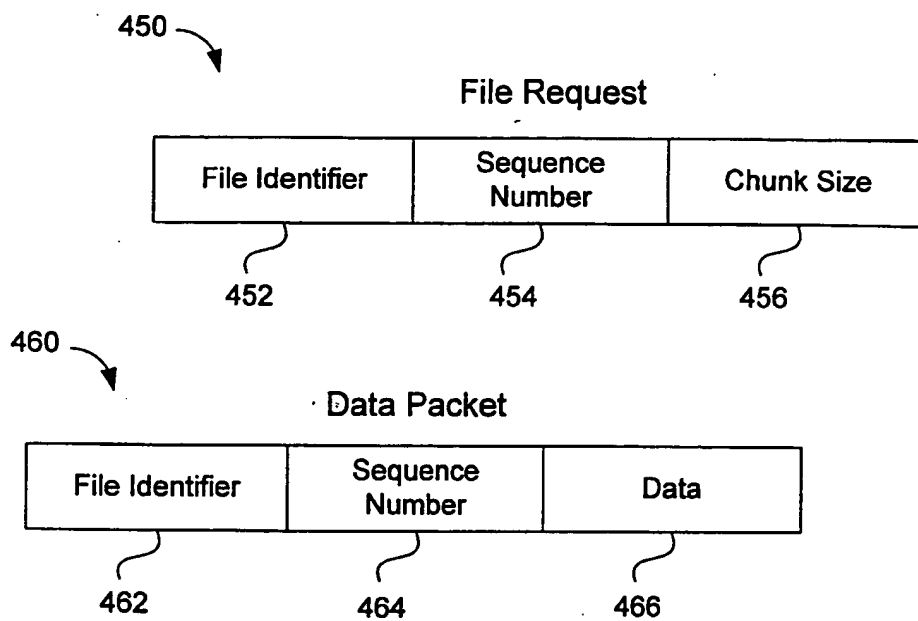 450
File Request
File Identifier
Sequence
Number
Chunk Size
452
454
456
460
Data Packet
File Identifier
Sequence
Number
Data
462
464
466